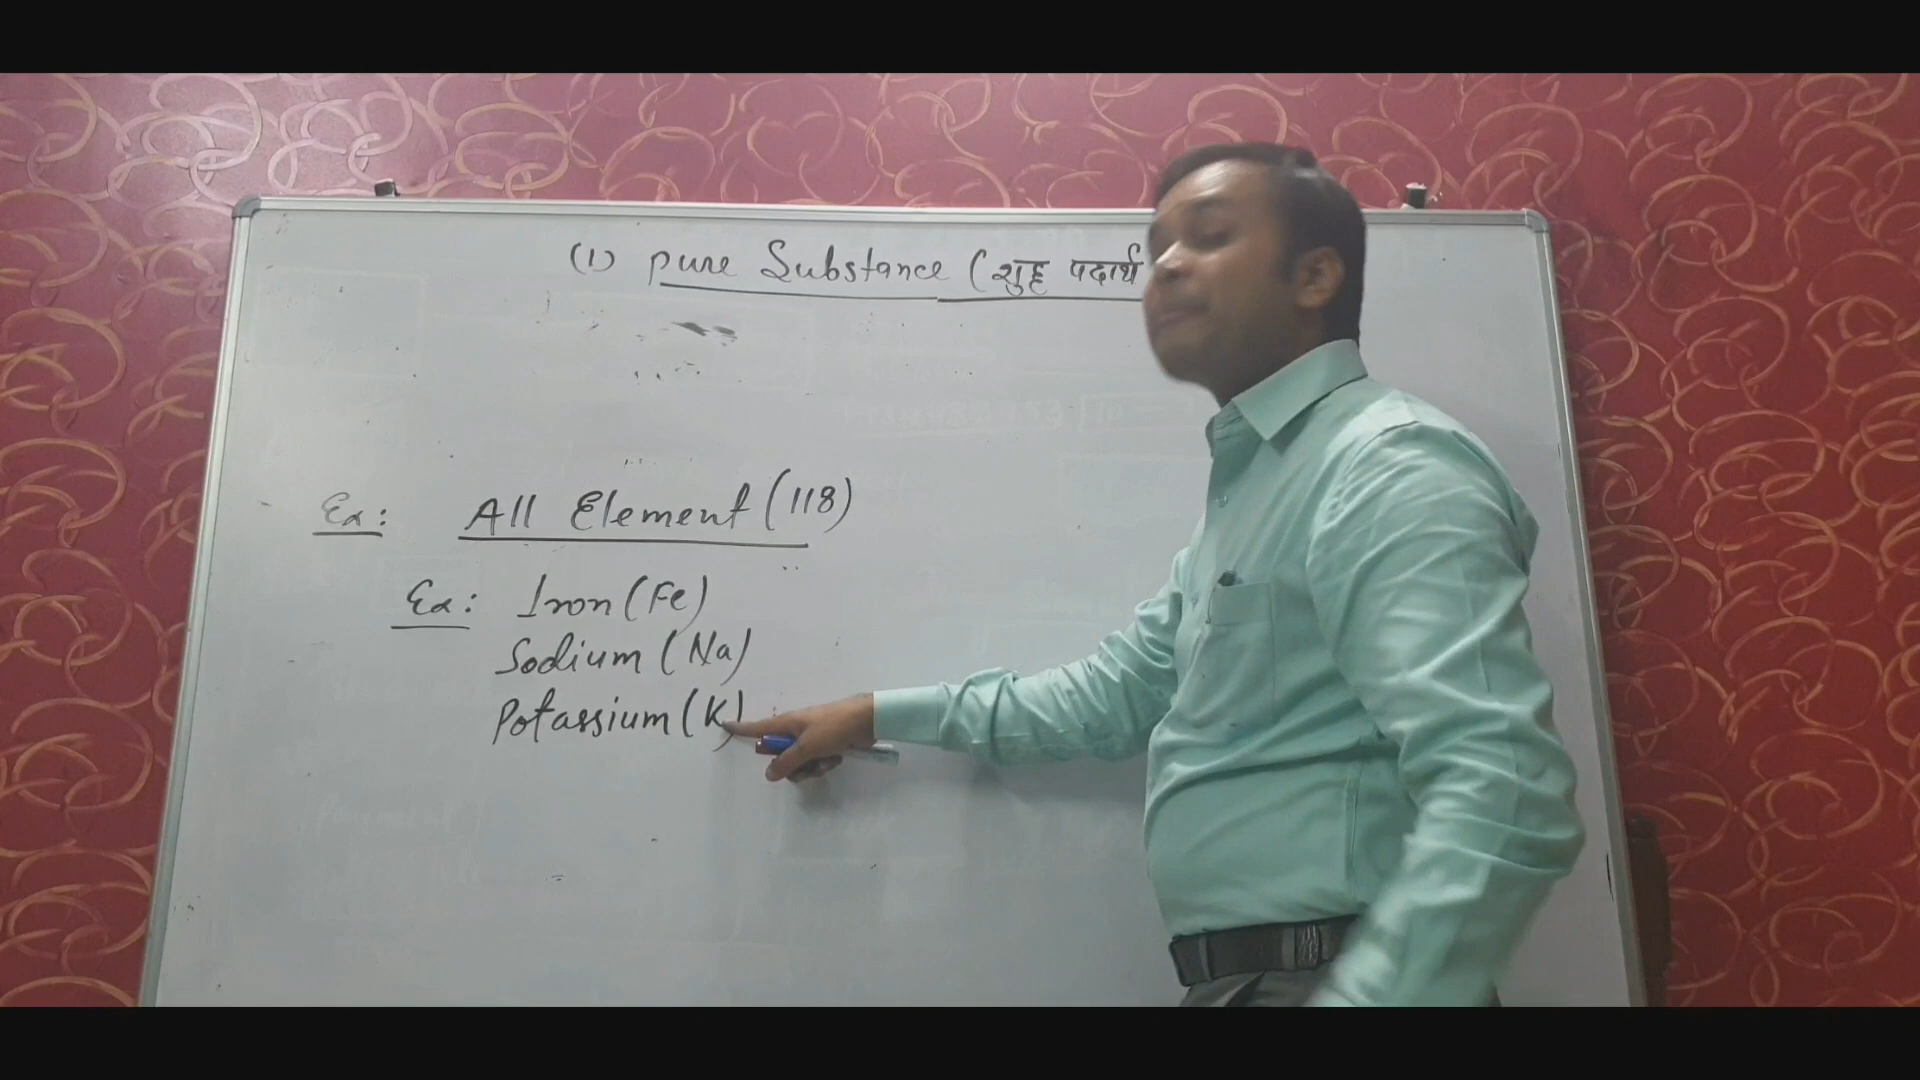 (1) pure Substance (शुद्ध पदार्थ
Ex: All Element (118)
Ex: Iron (Fe)
Sodium (Na)
Potassium (K)